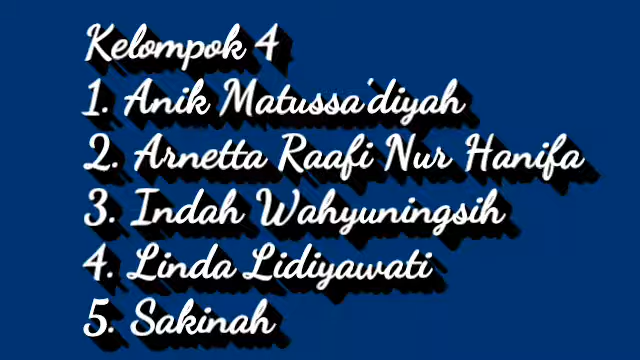 Kelompok 4
1. Anik Matussa'diyah
2. Arnetta Raafi Nur Hanifa
3. Indah Wahyuningsih
4. Linda Lidiyawati
5. Sakinah